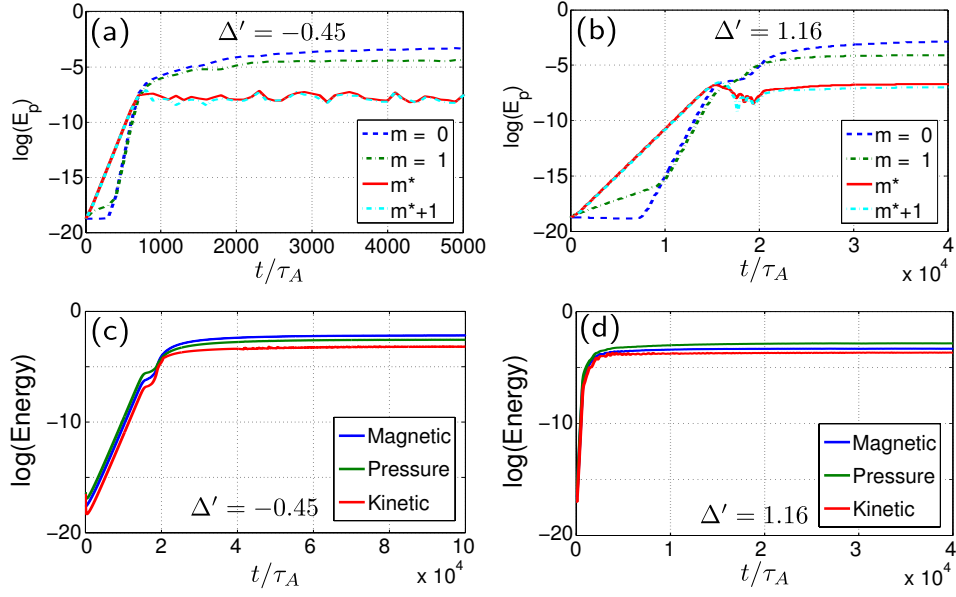 (a)
Δ′ = −0.45
log(E_p)
0
−5
−10
−15
−20
m = 0
m = 1
m*
m*+1
0 1000 2000 3000 4000 5000
t/τ_A
(b)
Δ′ = 1.16
log(E_p)
0
−5
−10
−15
−20
m = 0
m = 1
m*
m*+1
0 1 2 3 4
t/τ_A
x 10^4
(c)
log(Energy)
0
−10
−20
Magnetic
Pressure
Kinetic
Δ′ = −0.45
0 2 4 6 8 10
t/τ_A
x 10^4
(d)
log(Energy)
0
−10
−20
Magnetic
Pressure
Kinetic
Δ′ = 1.16
0 1 2 3 4
t/τ_A
x 10^4